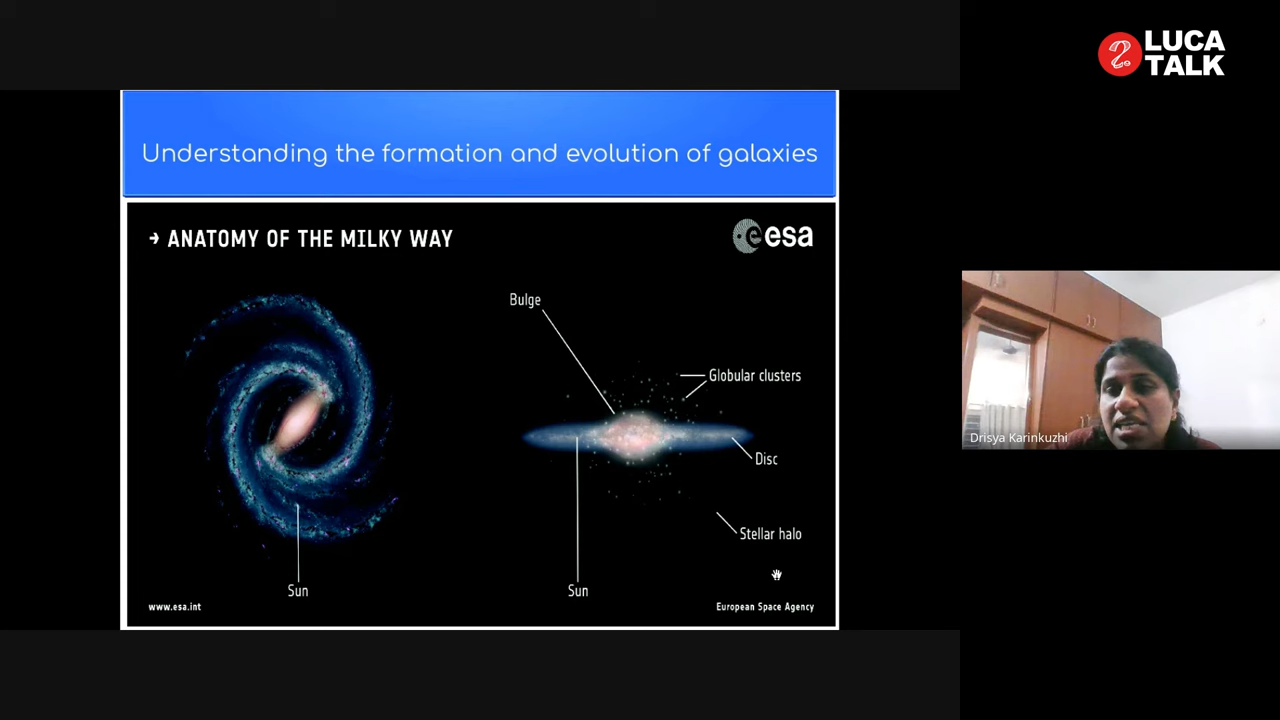 LUCA
TALK
Understanding the formation and evolution of galaxies
→ ANATOMY OF THE MILKY WAY
esa
Bulge
Globular clusters
Disc
Stellar halo
Sun
Sun
www.esa.int
European Space Agency
Drisya Karinkuzhi